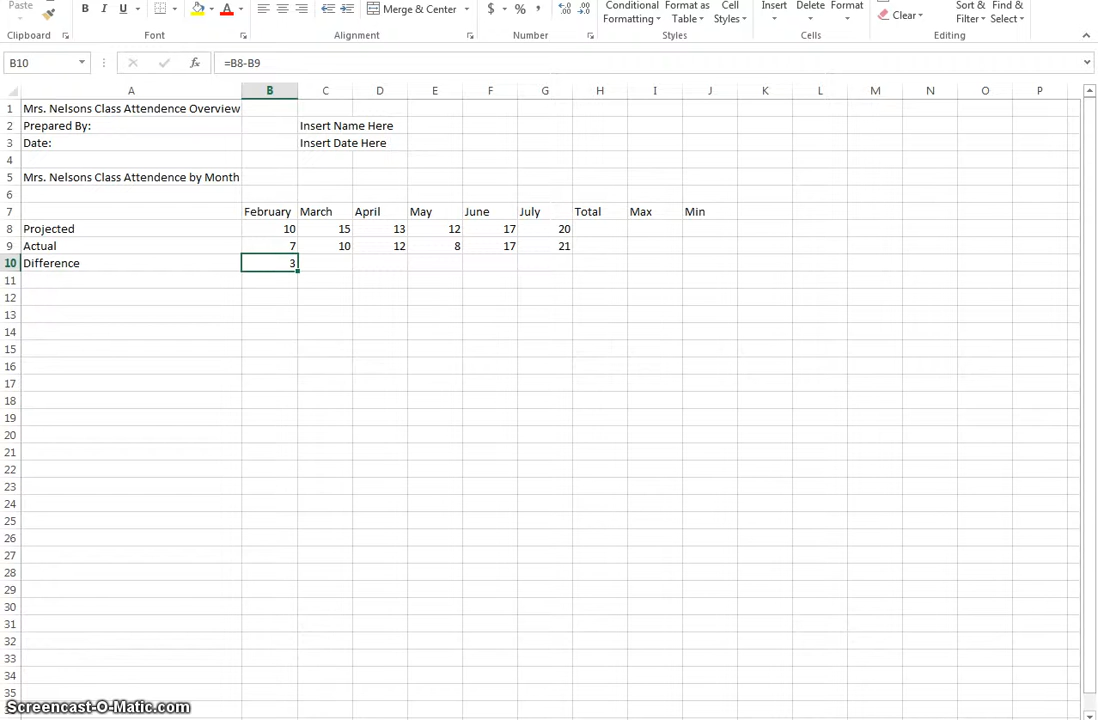 Paste B I U $ % , Merge & Center Conditional Formatting Format as Table Cell Styles Insert Delete Format Clear Sort & Filter Find & Select
Clipboard Font Alignment Number Styles Cells Editing
B10 fx =B8-B9
A B C D E F G H I J K L M N O P
1 Mrs. Nelsons Class Attendence Overview
2 Prepared By: Insert Name Here
3 Date: Insert Date Here
4
5 Mrs. Nelsons Class Attendence by Month
6
7 February March April May June July Total Max Min
8 Projected 10 15 13 12 17 20
9 Actual 7 10 12 8 17 21
10 Difference 3
11
12
13
14
15
16
17
18
19
20
21
22
23
24
25
26
27
28
29
30
31
32
33
34
35
Screencast-O-Matic.com